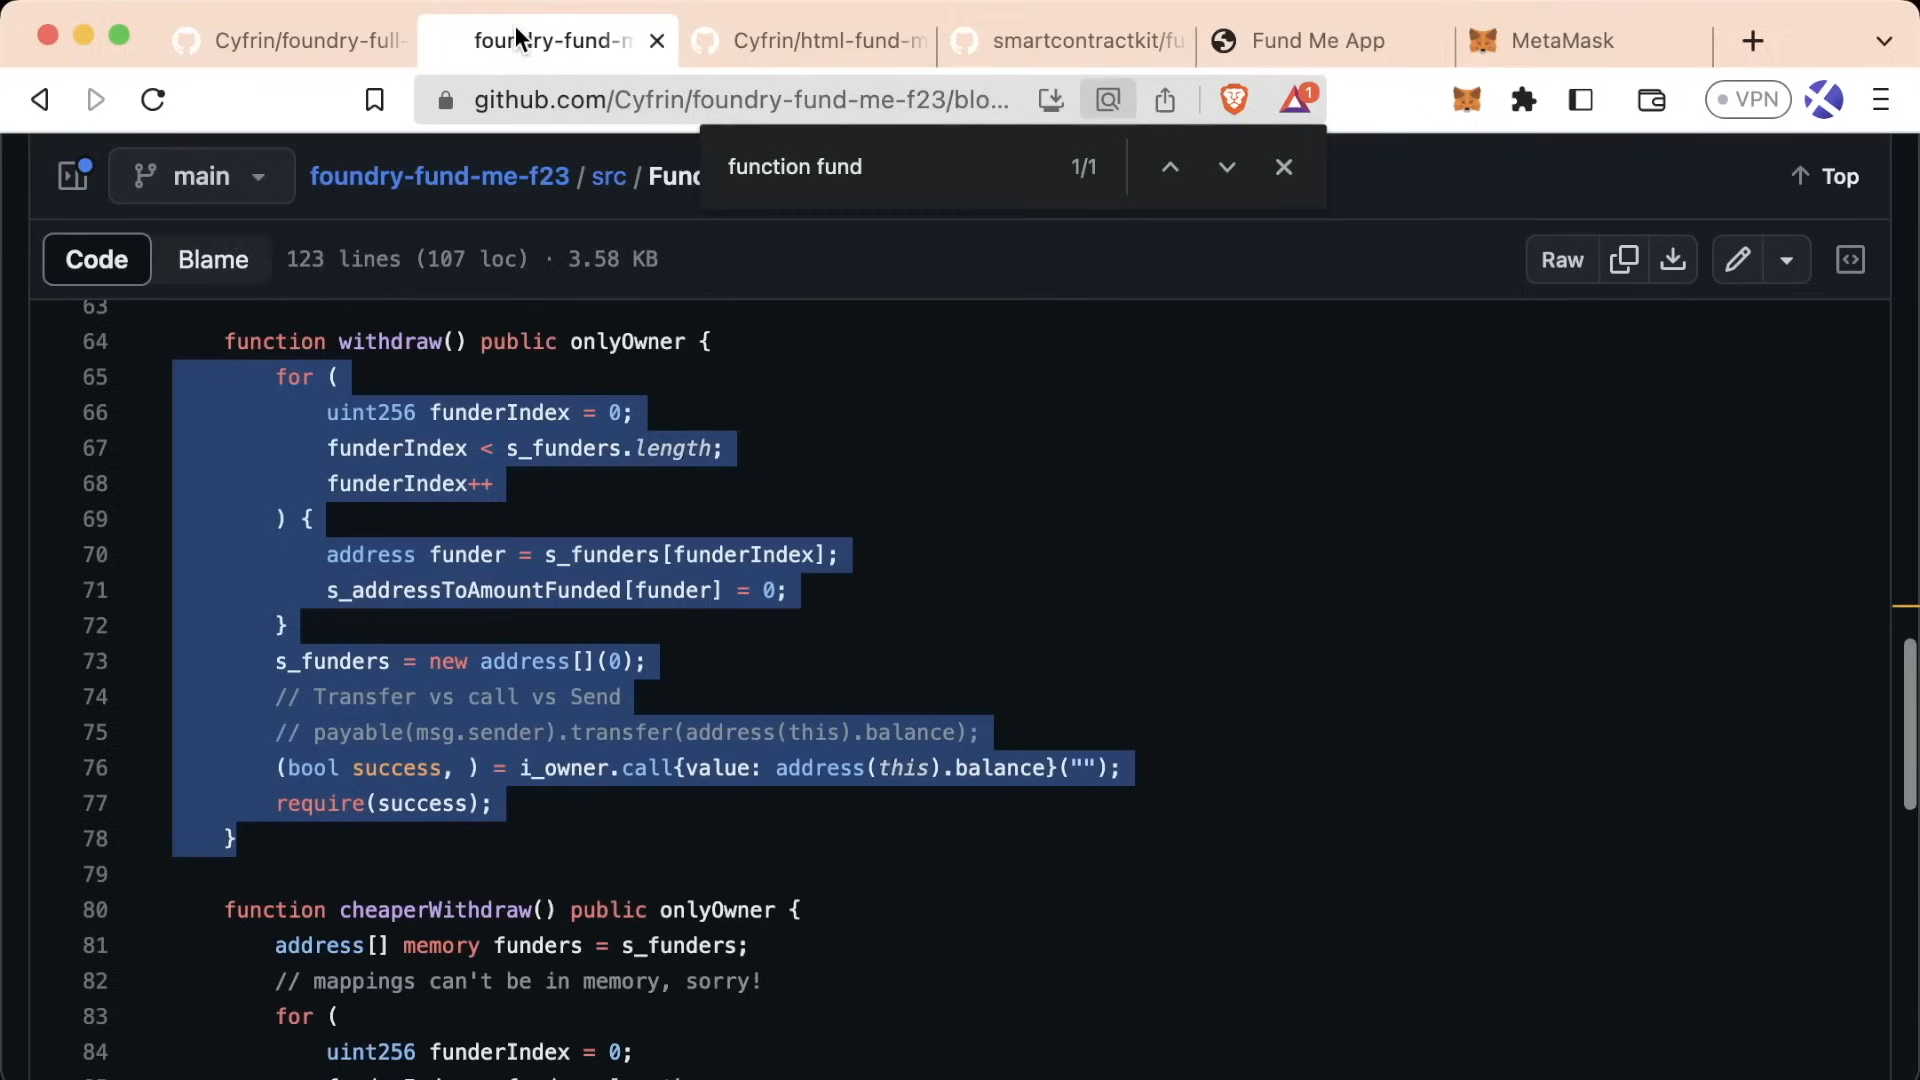 Cyfrin/foundry-full-
foundry-fund-m
Cyfrin/html-fund-m
smartcontractkit/fu
Fund Me App
MetaMask
github.com/Cyfrin/foundry-fund-me-f23/blo...
1
VPN
function fund
1/1
main
foundry-fund-me-f23 / src / Func
Top
Code
Blame
123 lines (107 loc) · 3.58 KB
Raw
63
64 function withdraw() public onlyOwner {
65 for (
66 uint256 funderIndex = 0;
67 funderIndex < s_funders.length;
68 funderIndex++
69 ) {
70 address funder = s_funders[funderIndex];
71 s_addressToAmountFunded[funder] = 0;
72 }
73 s_funders = new address[](0);
74 // Transfer vs call vs Send
75 // payable(msg.sender).transfer(address(this).balance);
76 (bool success, ) = i_owner.call{value: address(this).balance}("");
77 require(success);
78 }
79
80 function cheaperWithdraw() public onlyOwner {
81 address[] memory funders = s_funders;
82 // mappings can't be in memory, sorry!
83 for (
84 uint256 funderIndex = 0;